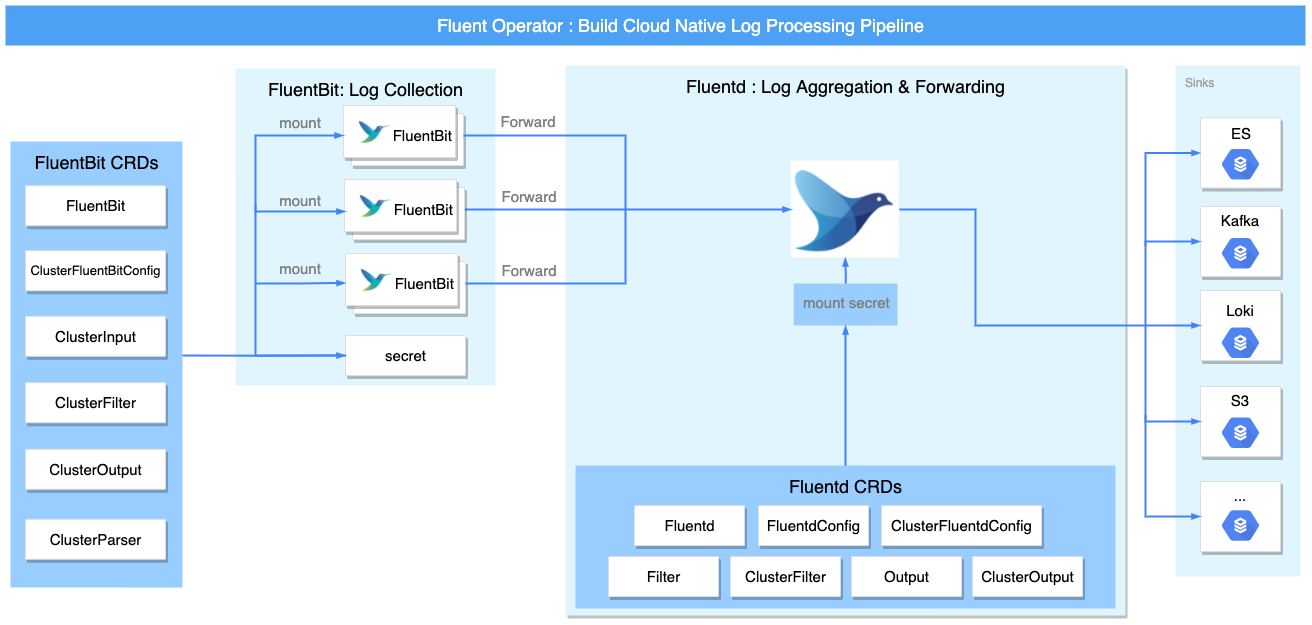 Fluent Operator : Build Cloud Native Log Processing Pipeline
FluentBit CRDs
FluentBit
ClusterFluentBitConfig
ClusterInput
ClusterFilter
ClusterOutput
ClusterParser
FluentBit: Log Collection
mount
FluentBit
mount
FluentBit
mount
FluentBit
secret
Forward
Forward
Forward
Fluentd : Log Aggregation & Forwarding
mount secret
Fluentd CRDs
Fluentd
FluentdConfig
ClusterFluentdConfig
Filter
ClusterFilter
Output
ClusterOutput
Sinks
ES
Kafka
Loki
S3
...